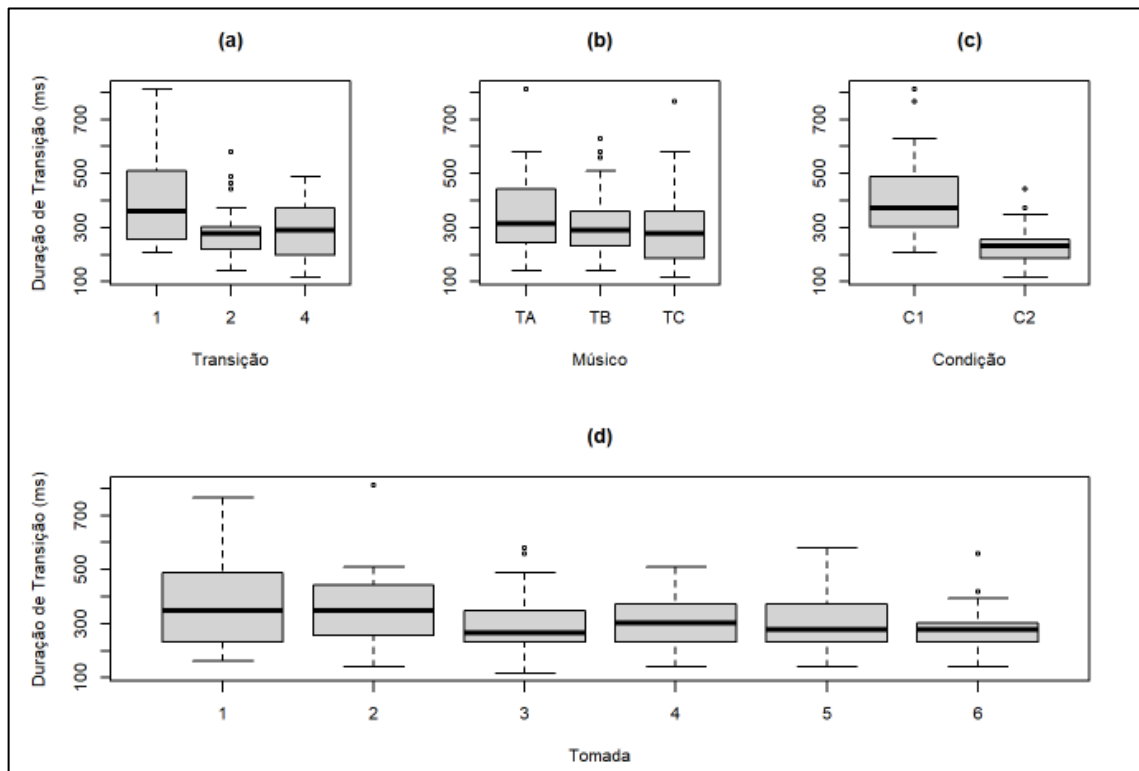 (a)
Duração de Transição (ms)
700
500
300
100
1 2 4
Transição
(b)
700
500
300
100
TA TB TC
Músico
(c)
700
500
300
100
C1 C2
Condição
(d)
Duração de Transição (ms)
700
500
300
100
1 2 3 4 5 6
Tomada